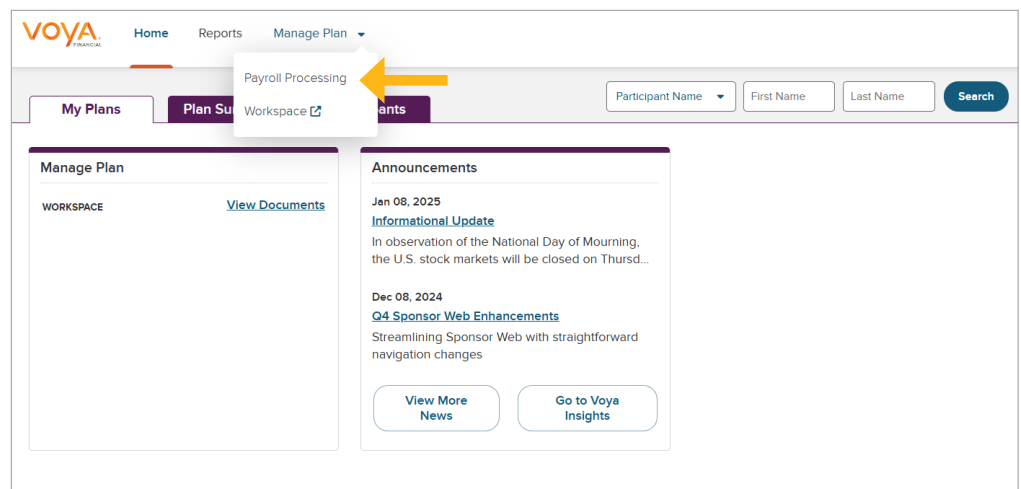 VOYA
FINANCIAL
Home Reports Manage Plan
Payroll Processing
Workspace
My Plans Plan Su ants
Participant Name First Name Last Name Search
Manage Plan
WORKSPACE View Documents
Announcements
Jan 08, 2025
Informational Update
In observation of the National Day of Mourning,
the U.S. stock markets will be closed on Thursd...
Dec 08, 2024
Q4 Sponsor Web Enhancements
Streamlining Sponsor Web with straightforward
navigation changes
View More
News
Go to Voya
Insights